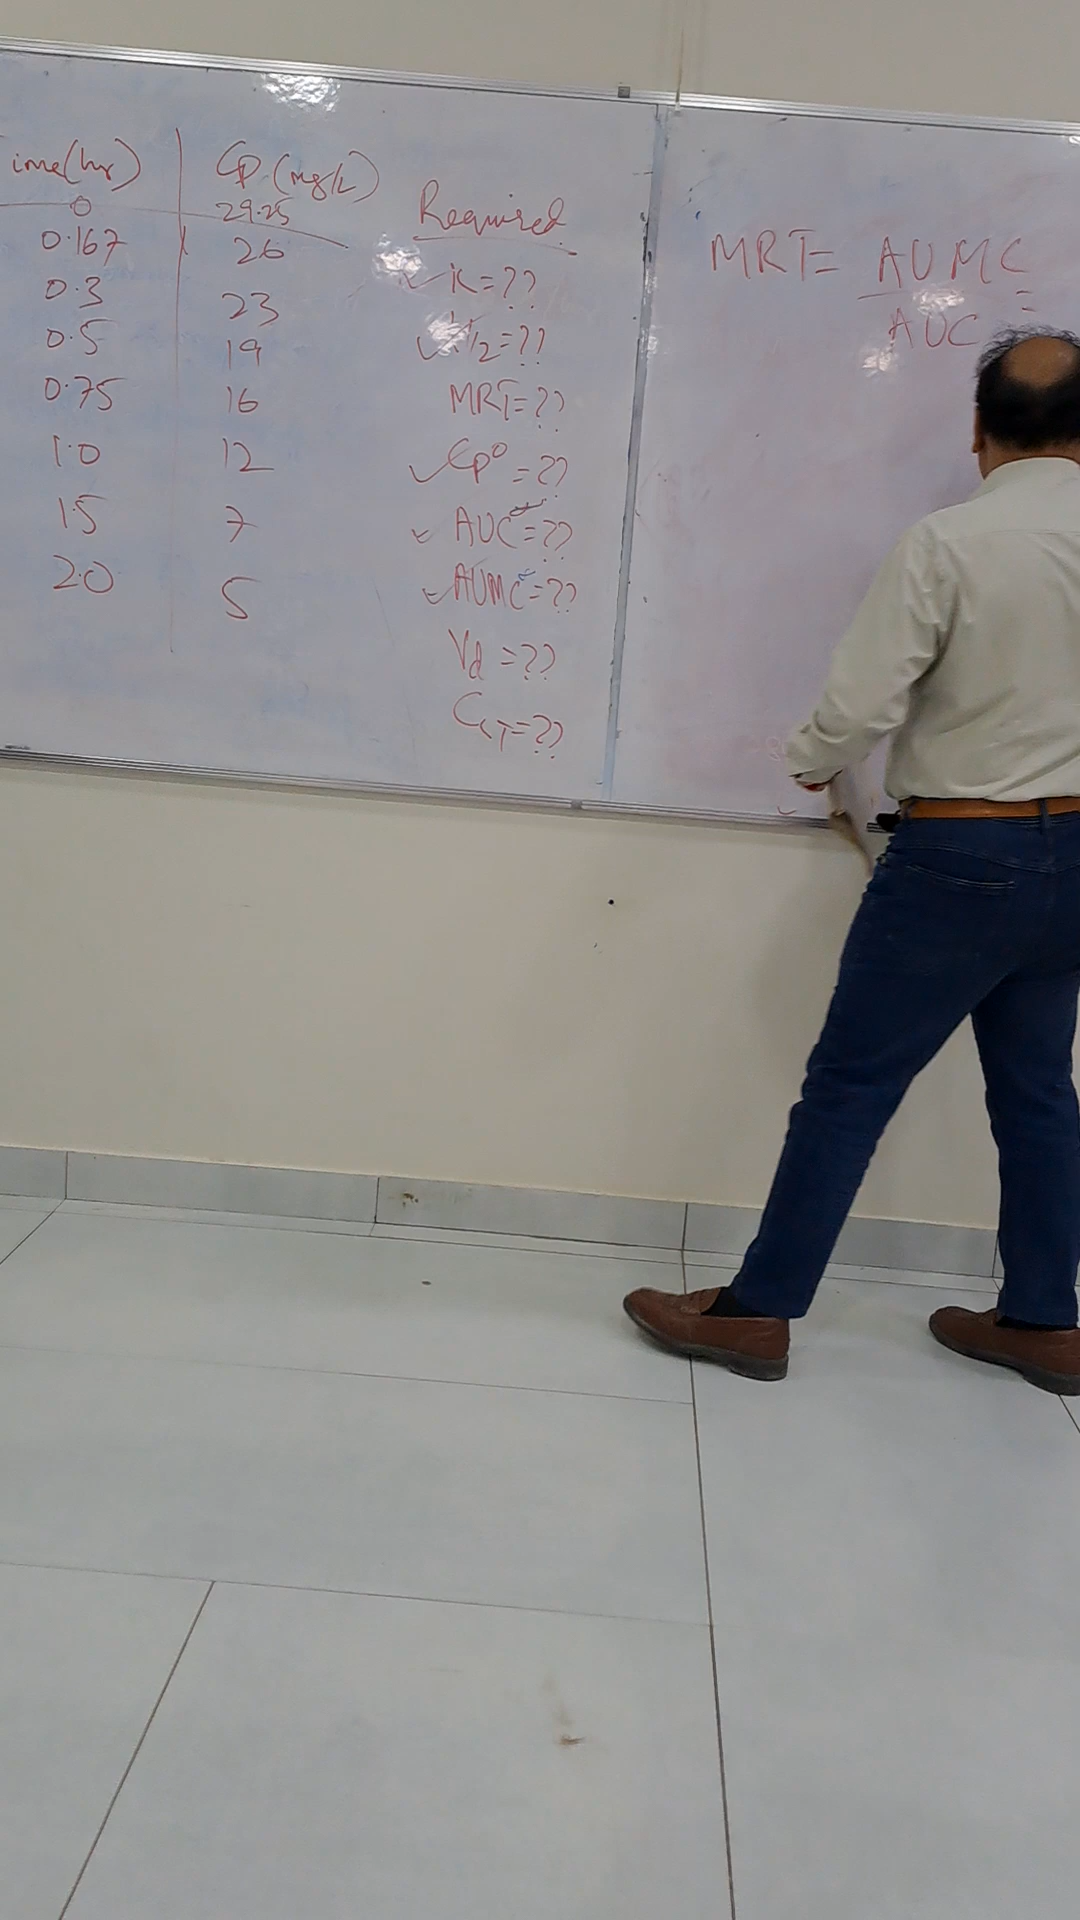 ime(hr) Cp (mg/L)
0 29.25
0.167 26
0.3 23
0.5 19
0.75 16
1.0 12
1.5 7
2.0 5
Required
✓ K=??
✓ t1/2=??
MRT=??
✓ Cp⁰=??
✓ AUC=??
✓ AUMC=??
Vd=??
MRT= AUMC =
AUC